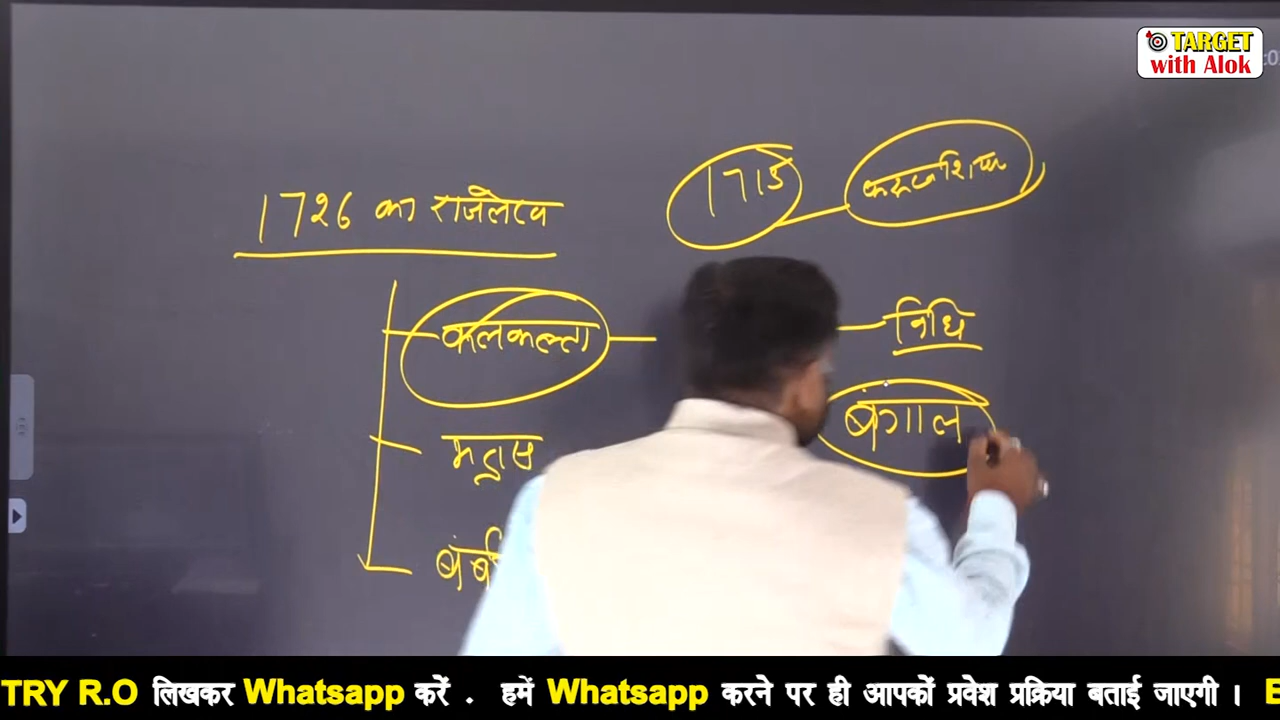 TARGET
with Alok
1726 का राजलेख
कलकत्ता
मद्रास
विधि
बंगाल
TRY R.O लिखकर Whatsapp करें . हमें Whatsapp करने पर ही आपकों प्रवेश प्रक्रिया बताई जाएगी ।